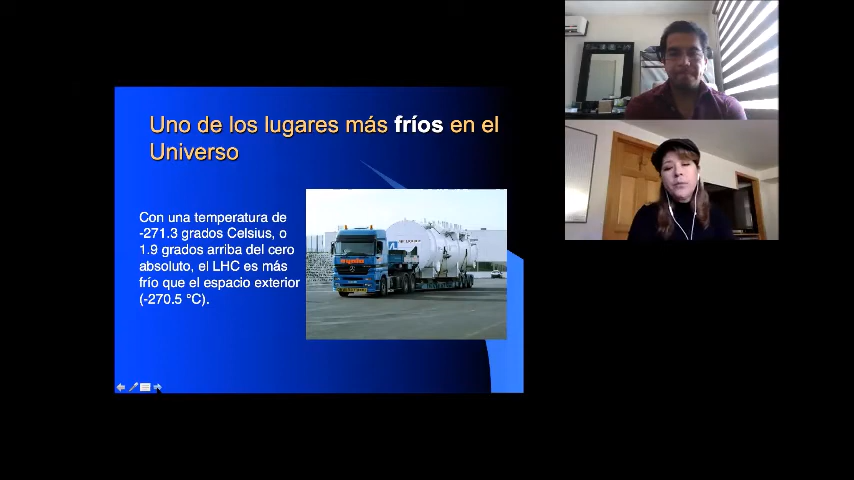 Uno de los lugares más fríos en el
Universo
Con una temperatura de
-271.3 grados Celsius, o
1.9 grados arriba del cero
absoluto, el LHC es más
frío que el espacio exterior
(-270.5 °C).